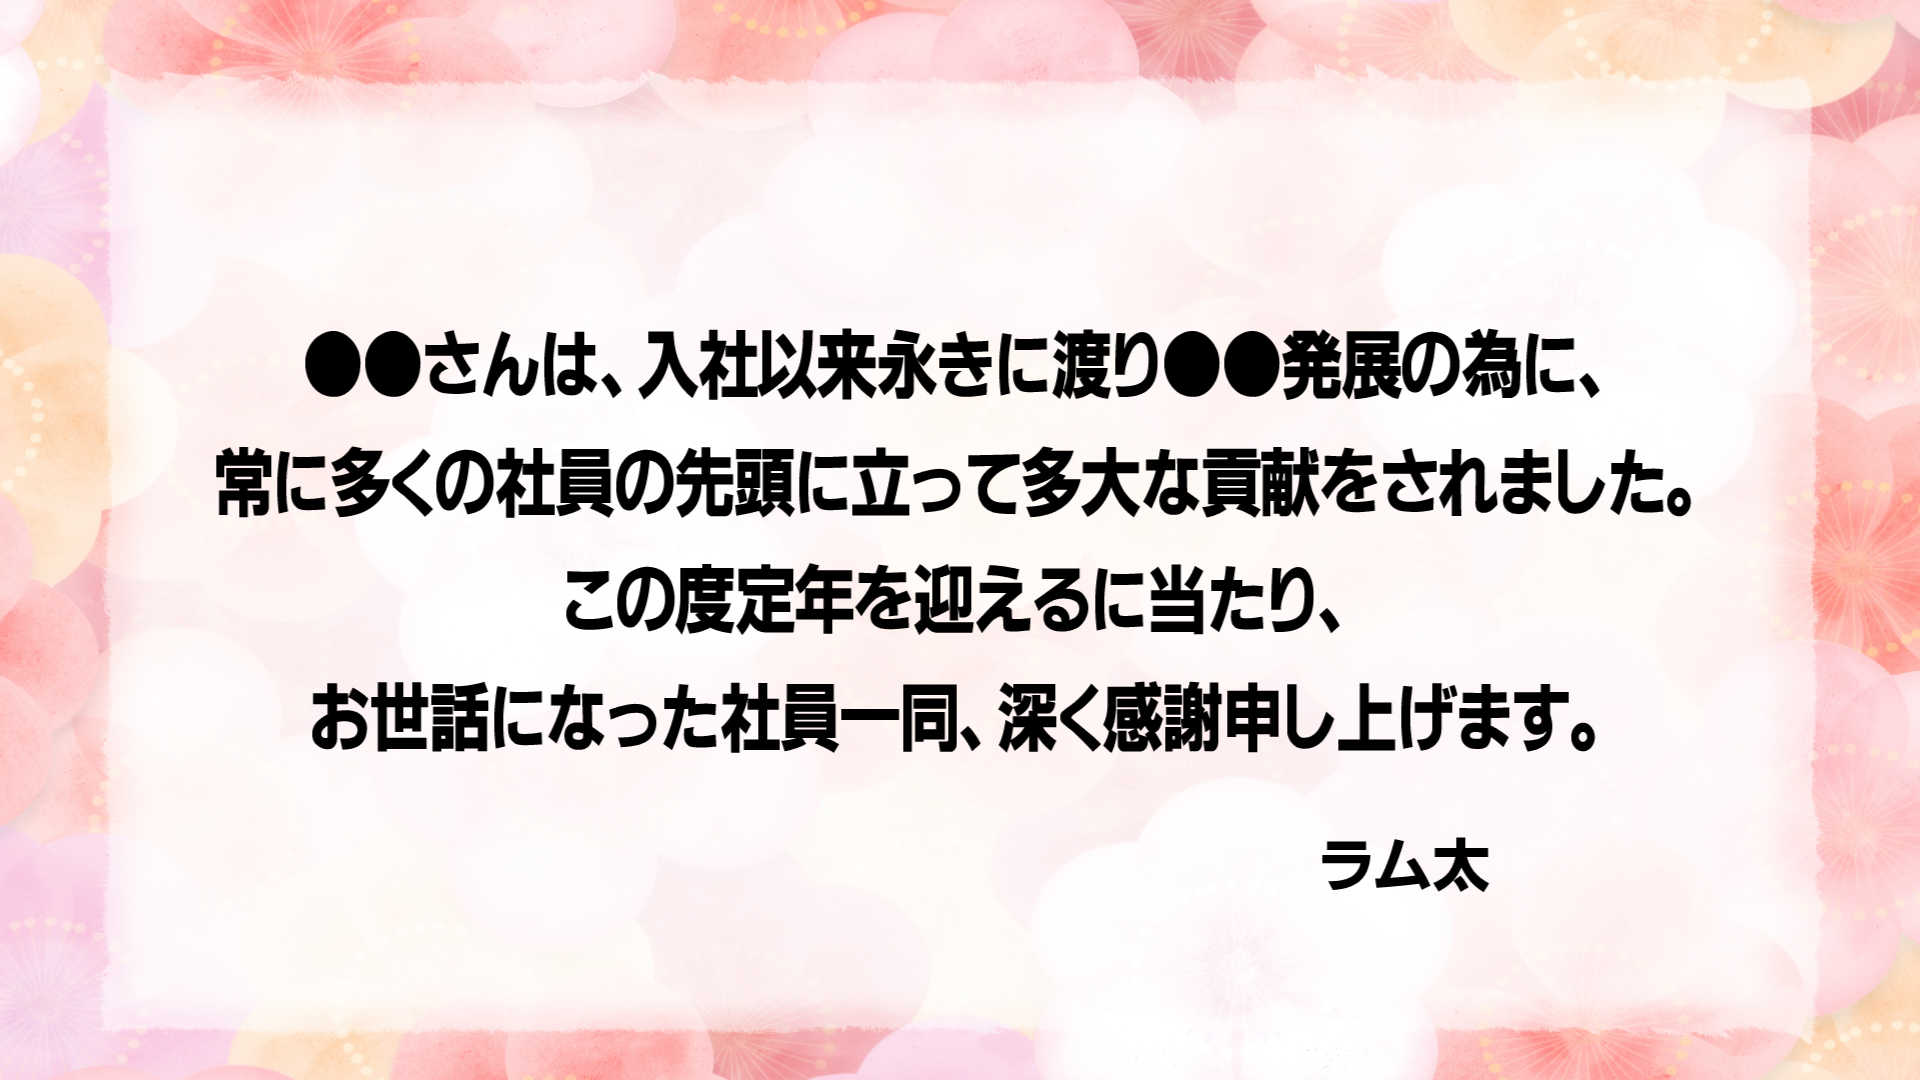 ●●さんは、入社以来永きに渡り●●発展の為に、
常に多くの社員の先頭に立って多大な貢献をされました。
この度定年を迎えるに当たり、
お世話になった社員一同、深く感謝申し上げます。
ラム太